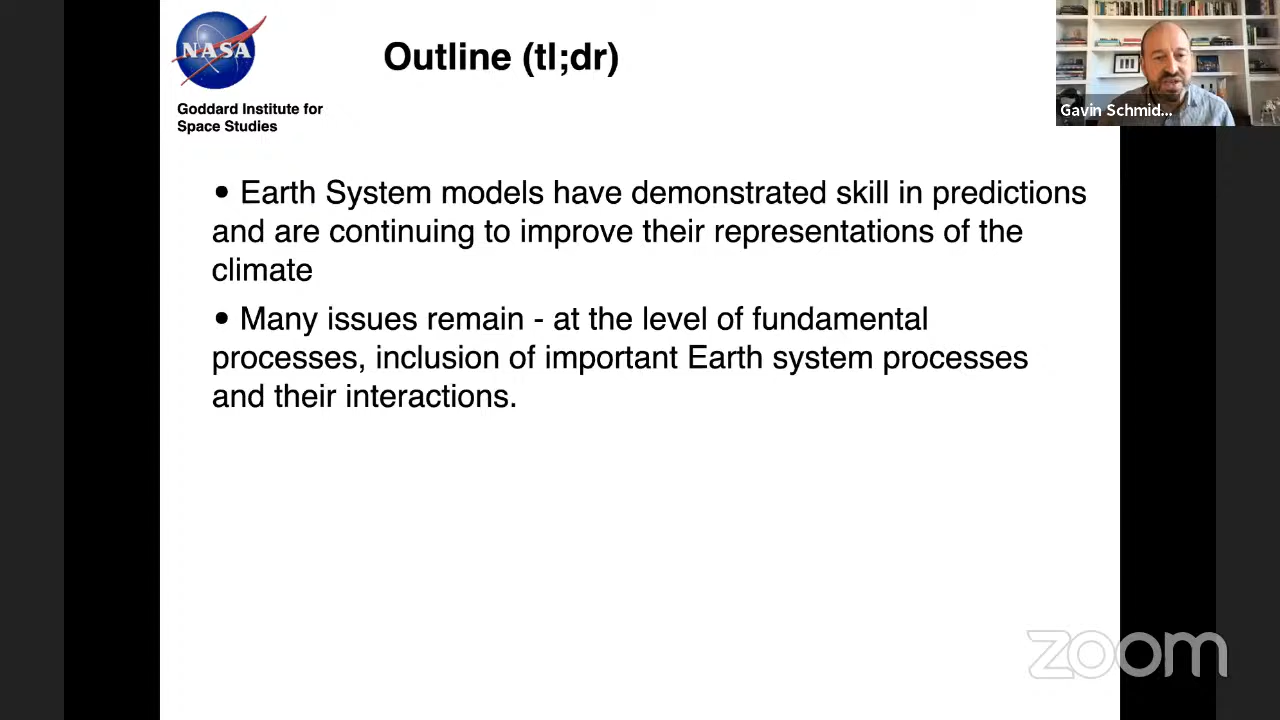 NASA
Outline (tl;dr)
Goddard Institute for
Space Studies
Gavin Schmid...
• Earth System models have demonstrated skill in predictions
and are continuing to improve their representations of the
climate
• Many issues remain - at the level of fundamental
processes, inclusion of important Earth system processes
and their interactions.
zoom